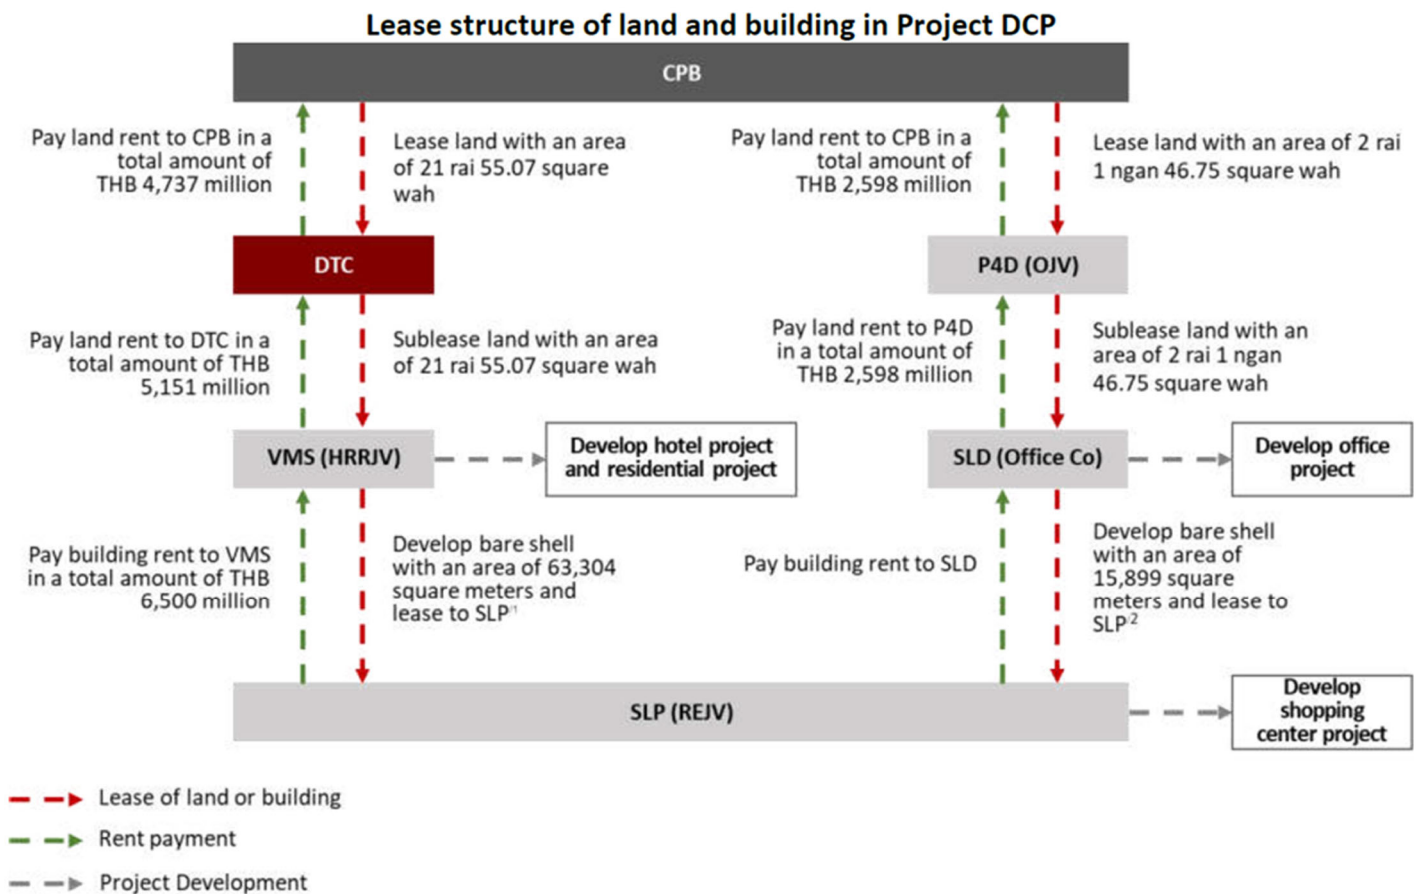 Lease structure of land and building in Project DCP
CPB
Pay land rent to CPB in a
total amount of
THB 4,737 million
Lease land with an area
of 21 rai 55.07 square
wah
Pay land rent to CPB in a
total amount of
THB 2,598 million
Lease land with an area of 2 rai
1 ngan 46.75 square wah
DTC
P4D (OJV)
Pay land rent to DTC in a
total amount of THB
5,151 million
Sublease land with an area
of 21 rai 55.07 square wah
Pay land rent to P4D
in a total amount of
THB 2,598 million
Sublease land with an
area of 2 rai 1 ngan
46.75 square wah
VMS (HRRJV)
Develop hotel project
and residential project
SLD (Office Co)
Develop office
project
Pay building rent to VMS
in a total amount of THB
6,500 million
Develop bare shell
with an area of 63,304
square meters and
lease to SLP/1
Pay building rent to SLD
Develop bare shell
with an area of
15,899 square
meters and lease to
SLP/2
SLP (REJV)
Develop
shopping
center project
Lease of land or building
Rent payment
Project Development